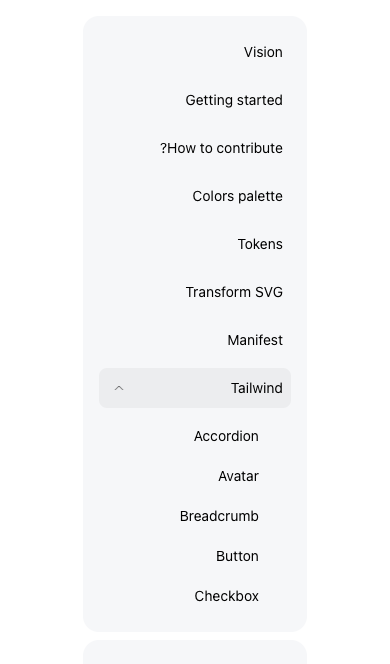 Vision
Getting started
?How to contribute
Colors palette
Tokens
Transform SVG
Manifest
Tailwind
Accordion
Avatar
Breadcrumb
Button
Checkbox